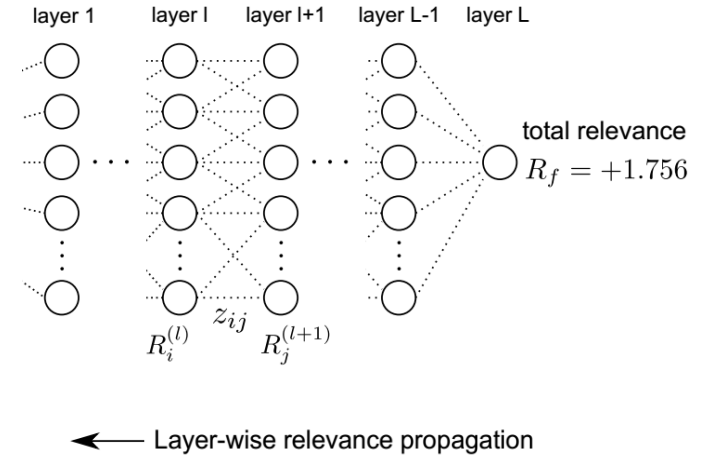 layer 1 layer l layer l+1 layer L-1 layer L
total relevance
R_f = +1.756
z_{ij}
R_i^{(l)} R_j^{(l+1)}
Layer-wise relevance propagation